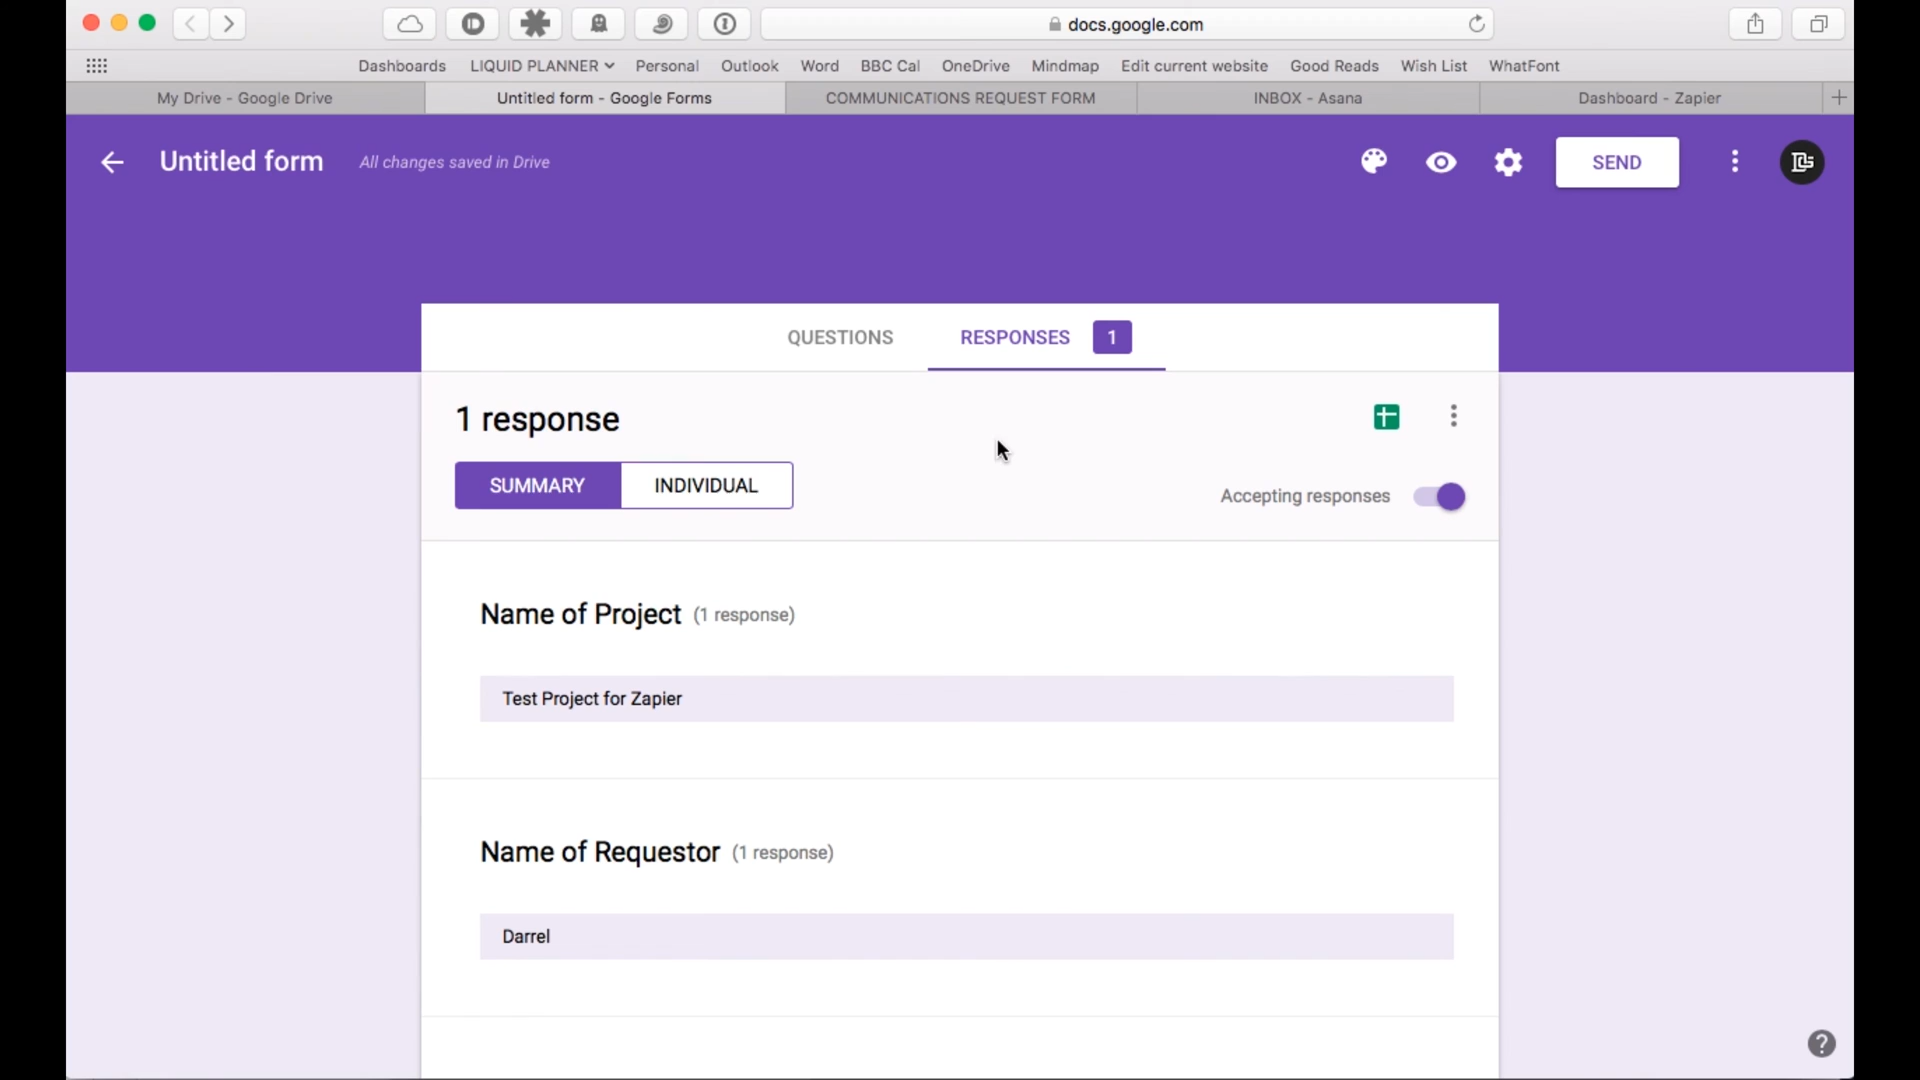 docs.google.com
Dashboards LIQUID PLANNER Personal Outlook Word BBC Cal OneDrive Mindmap Edit current website Good Reads Wish List WhatFont
My Drive - Google Drive Untitled form - Google Forms COMMUNICATIONS REQUEST FORM INBOX - Asana Dashboard - Zapier
Untitled form All changes saved in Drive SEND
QUESTIONS RESPONSES 1
1 response
SUMMARY INDIVIDUAL
Accepting responses
Name of Project (1 response)
Test Project for Zapier
Name of Requestor (1 response)
Darrel